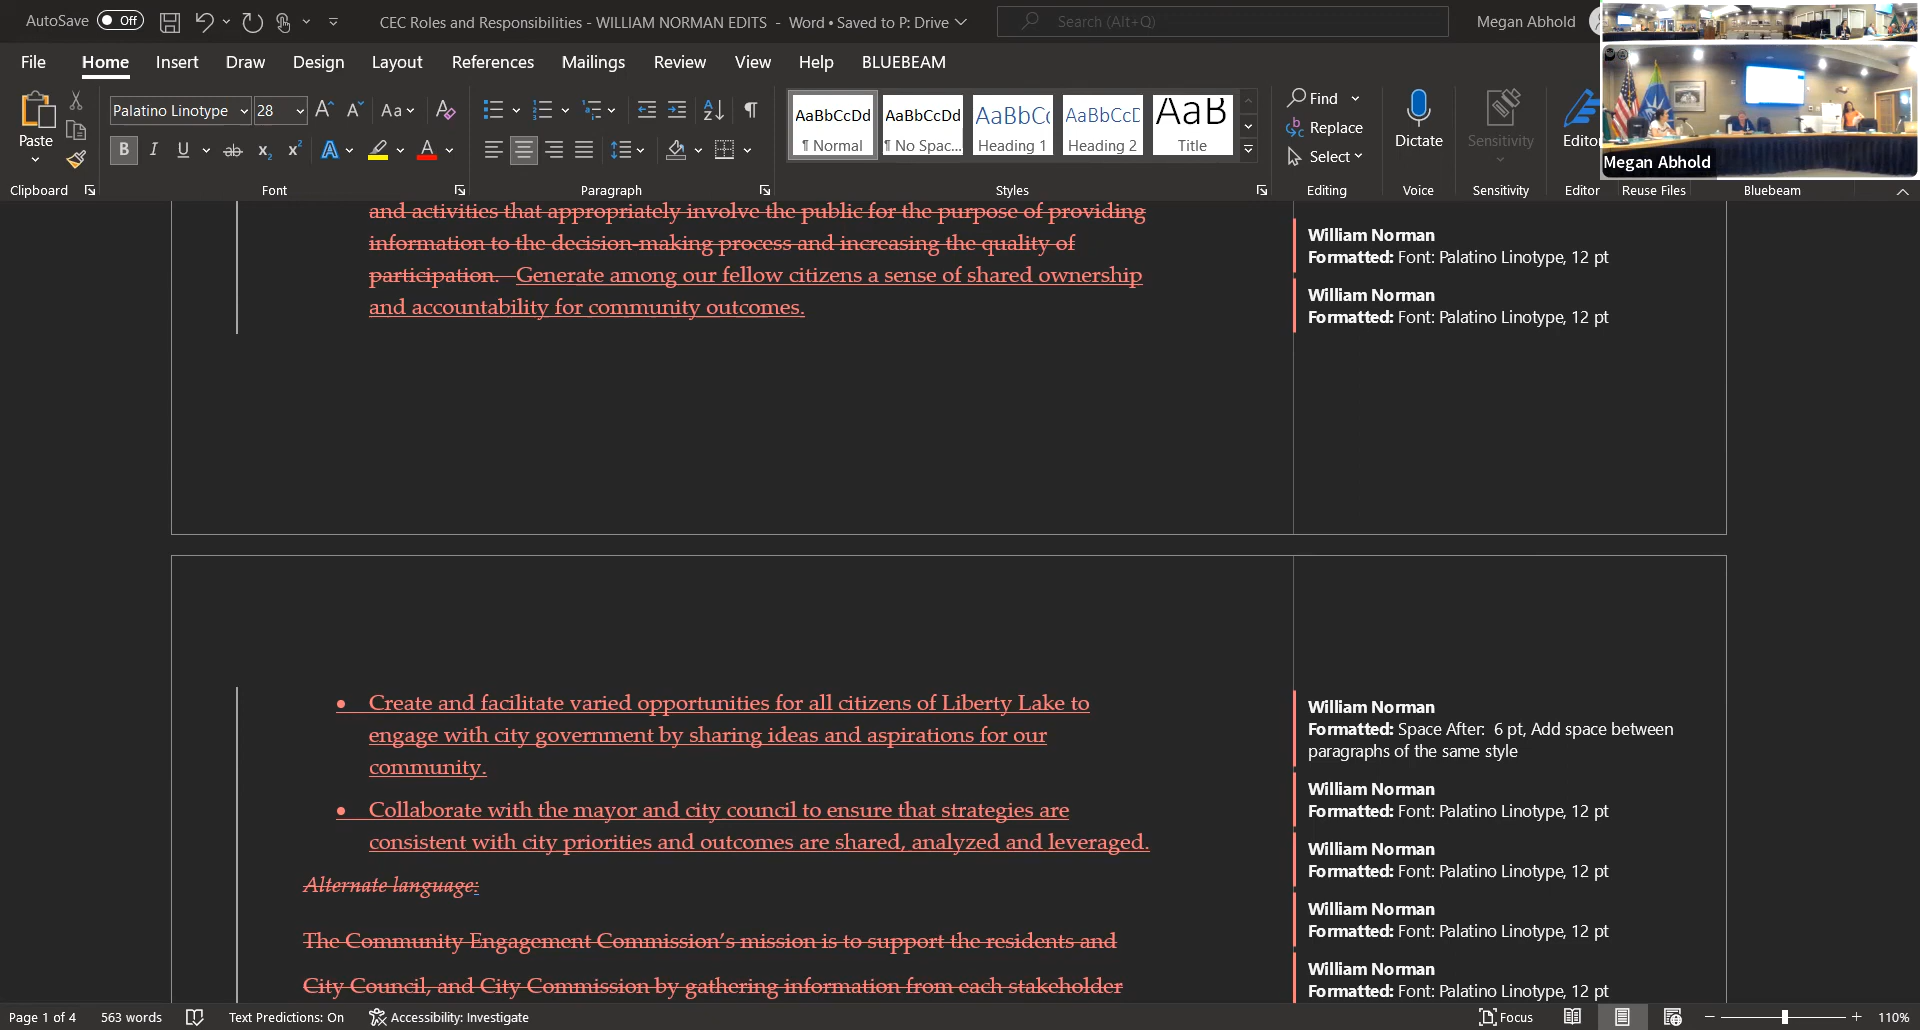 AutoSave Off
CEC Roles and Responsibilities - WILLIAM NORMAN EDITS - Word • Saved to P: Drive
Search (Alt+Q)
Megan Abhold
File Home Insert Draw Design Layout References Mailings Review View Help BLUEBEAM
Paste
Palatino Linotype 28
AaBbCcDd AaBbCcDd AaBbCc AaBbCcD AaB
¶ Normal ¶ No Spac... Heading 1 Heading 2 Title
Find
Replace
Select
Dictate
Sensitivity
Editor
Megan Abhold
Clipboard Font Paragraph Styles Editing Voice Sensitivity Editor Reuse Files Bluebeam
and activities that appropriately involve the public for the purpose of providing
information to the decision-making process and increasing the quality of
participation. Generate among our fellow citizens a sense of shared ownership
and accountability for community outcomes.
William Norman
Formatted: Font: Palatino Linotype, 12 pt
William Norman
Formatted: Font: Palatino Linotype, 12 pt
• Create and facilitate varied opportunities for all citizens of Liberty Lake to
engage with city government by sharing ideas and aspirations for our
community.
• Collaborate with the mayor and city council to ensure that strategies are
consistent with city priorities and outcomes are shared, analyzed and leveraged.
Alternate language:
The Community Engagement Commission’s mission is to support the residents and
City Council, and City Commission by gathering information from each stakeholder
William Norman
Formatted: Space After: 6 pt, Add space between
paragraphs of the same style
William Norman
Formatted: Font: Palatino Linotype, 12 pt
William Norman
Formatted: Font: Palatino Linotype, 12 pt
William Norman
Formatted: Font: Palatino Linotype, 12 pt
William Norman
Formatted: Font: Palatino Linotype, 12 pt
Page 1 of 4 563 words Text Predictions: On Accessibility: Investigate Focus 110%